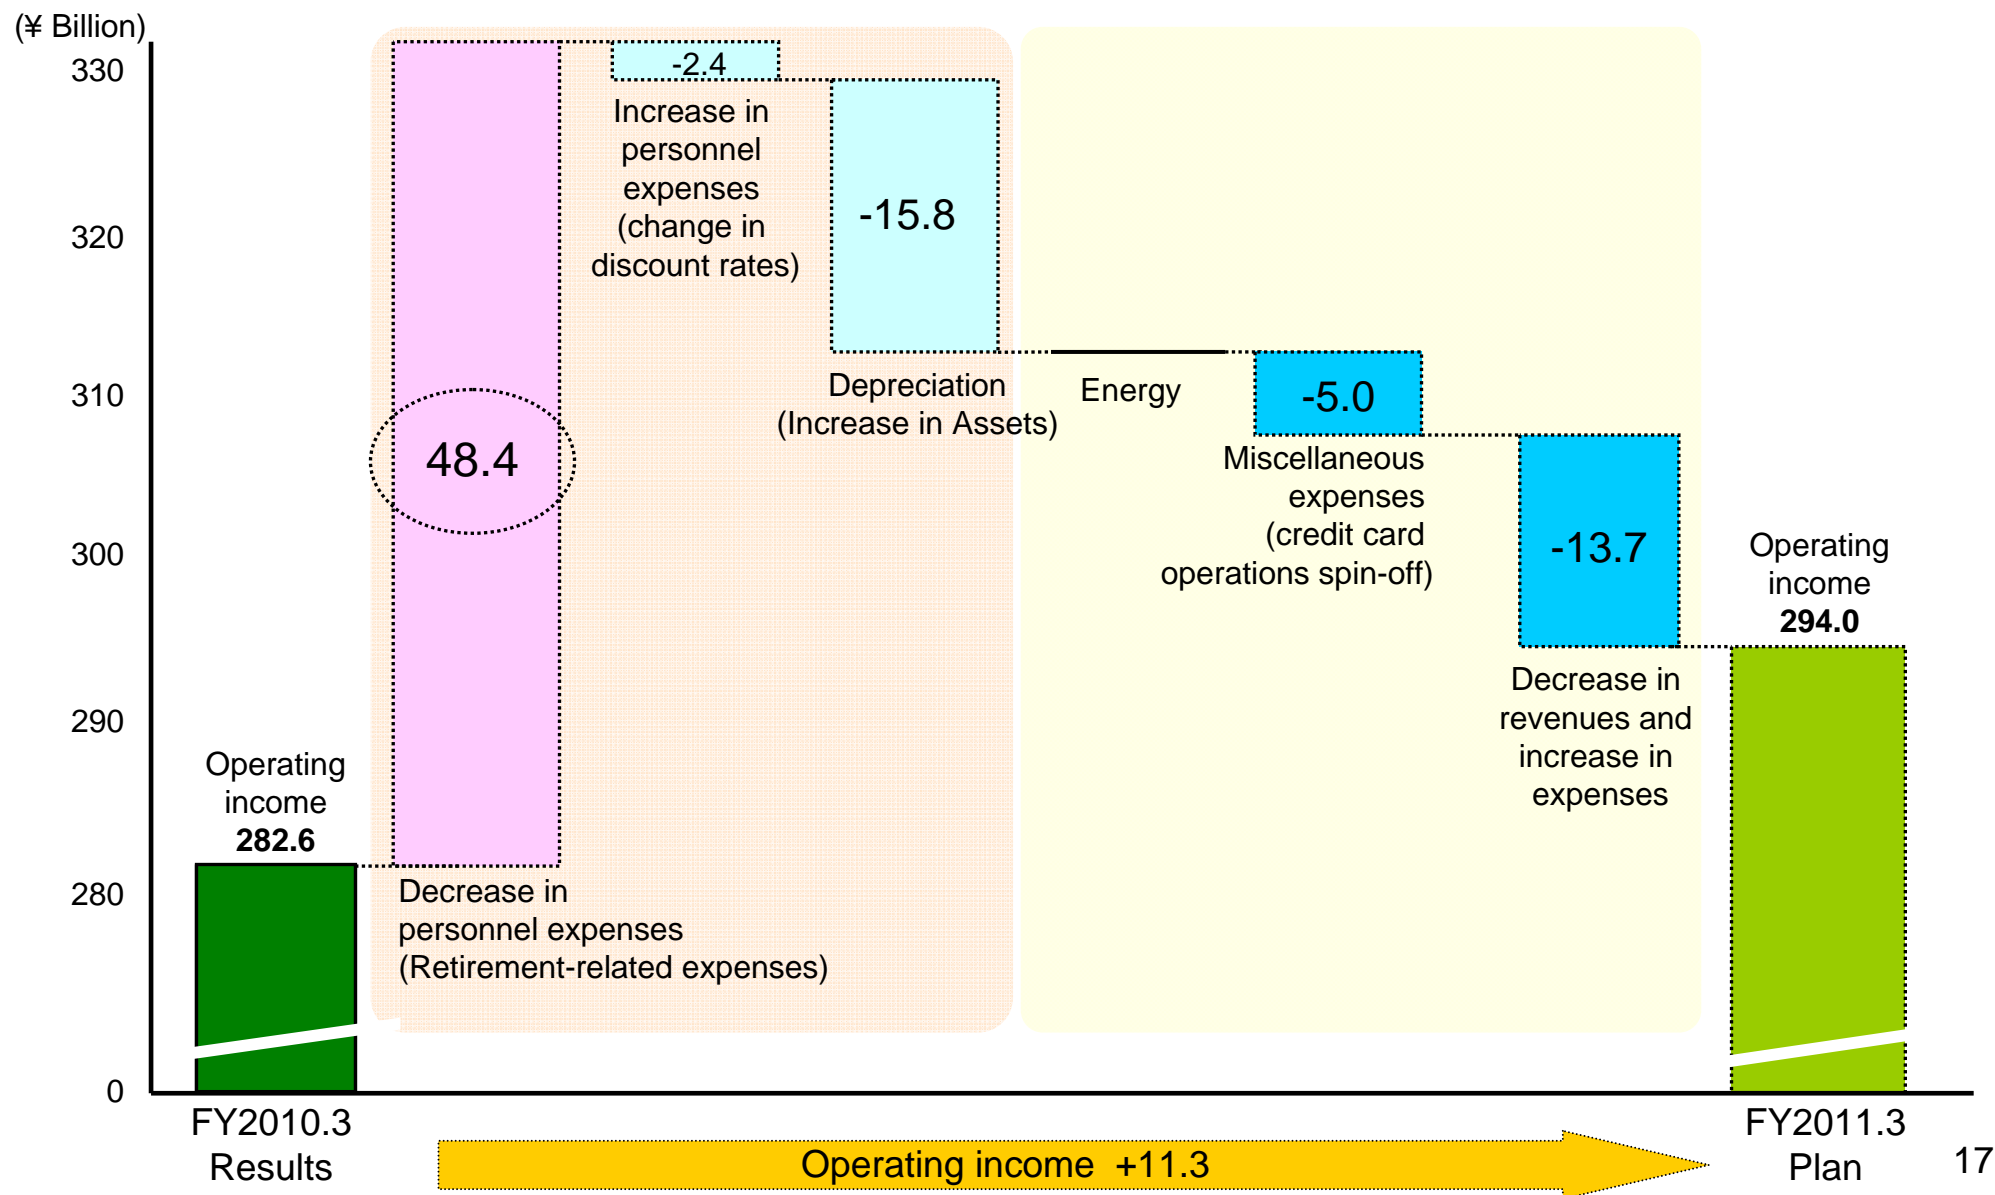 (¥ Billion)
330
320
310
300
290
280
0
Operating
income
282.6
48.4
Decrease in
personnel expenses
(Retirement-related expenses)
-2.4
Increase in
personnel
expenses
(change in
discount rates)
-15.8
Depreciation
(Increase in Assets)
Energy
-5.0
Miscellaneous
expenses
(credit card
operations spin-off)
-13.7
Decrease in
revenues and
increase in
expenses
Operating
income
294.0
FY2010.3
Results
Operating income +11.3
FY2011.3
Plan
17